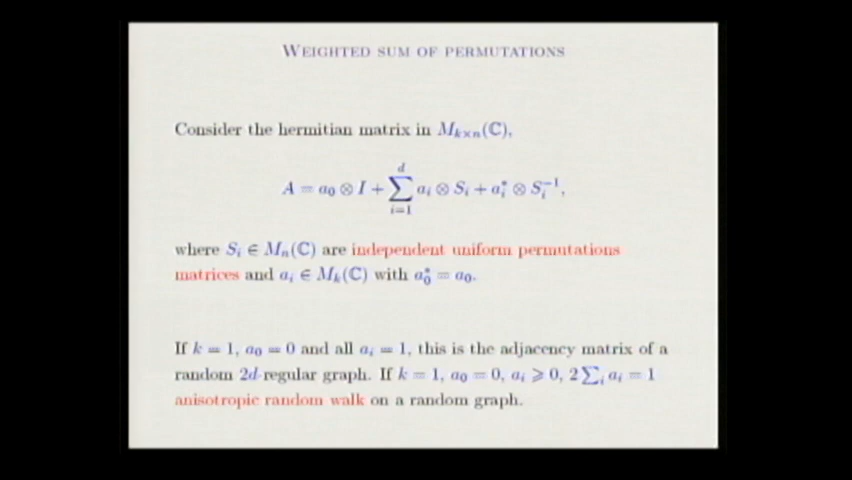 WEIGHTED SUM OF PERMUTATIONS
Consider the hermitian matrix in M_{k×n}(ℂ),
A = a_0 ⊗ I + \sum_{i=1}^{d} a_i ⊗ S_i + a_i^* ⊗ S_i^{-1},
where S_i ∈ M_n(ℂ) are independent uniform permutations
matrices and a_i ∈ M_k(ℂ) with a_0^* = a_0.
If k = 1, a_0 = 0 and all a_i = 1, this is the adjacency matrix of a
random 2d-regular graph. If k = 1, a_0 = 0, a_i ⩾ 0, 2∑_i a_i = 1
anisotropic random walk on a random graph.